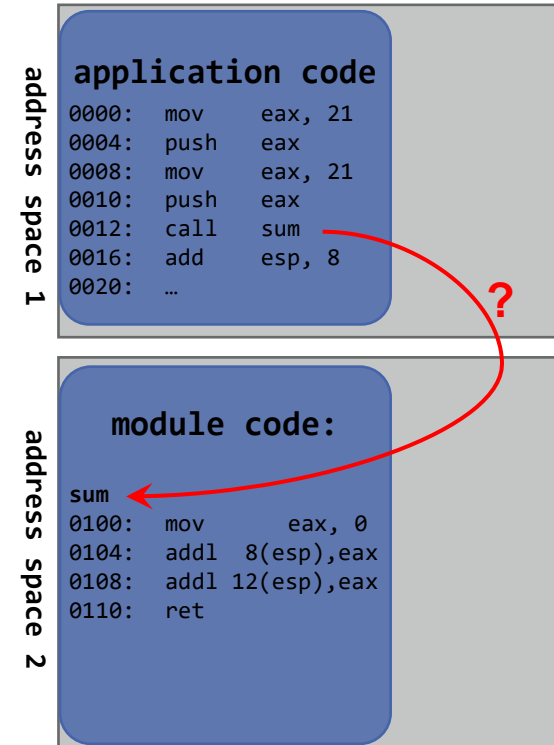 address space 1
application code
0000: mov eax, 21
0004: push eax
0008: mov eax, 21
0010: push eax
0012: call sum
0016: add esp, 8
0020: …
?
address space 2
module code:
sum
0100: mov eax, 0
0104: addl 8(esp),eax
0108: addl 12(esp),eax
0110: ret